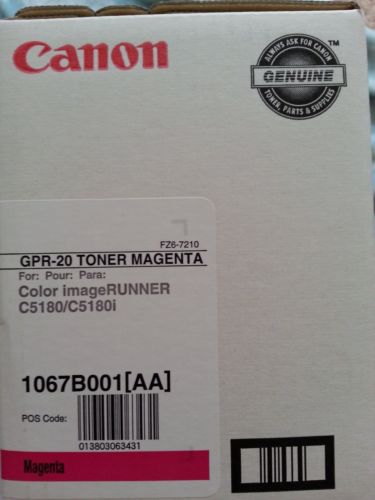 Canon
ALWAYS ASK FOR CANON
GENUINE
TONER, PARTS & SUPPLIES
™
FZ6-7210
GPR-20 TONER MAGENTA
For: Pour: Para:
Color imageRUNNER
C5180/C5180i
1067B001[AA]
POS Code:
013803063431
Magenta